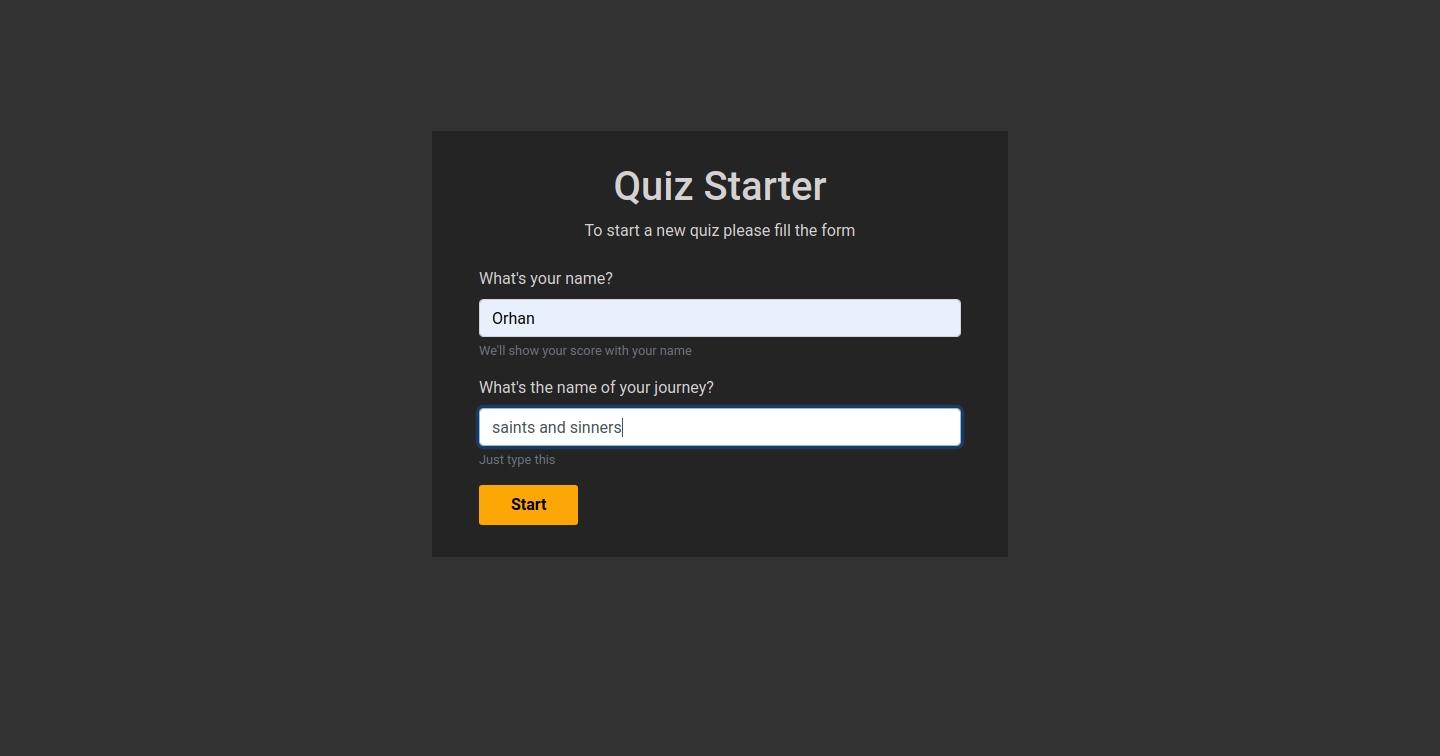 Quiz Starter
To start a new quiz please fill the form
What's your name?
Orhan
We'll show your score with your name
What's the name of your journey?
saints and sinners
Just type this
Start